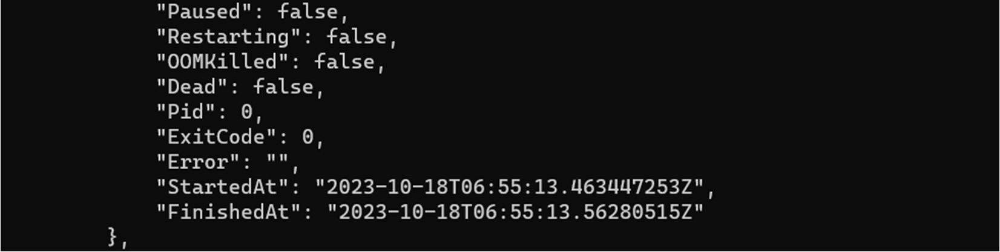 "Paused": false,
"Restarting": false,
"OOMKilled": false,
"Dead": false,
"Pid": 0,
"ExitCode": 0,
"Error": "",
"StartedAt": "2023-10-18T06:55:13.463447253Z",
"FinishedAt": "2023-10-18T06:55:13.56280515Z"
},